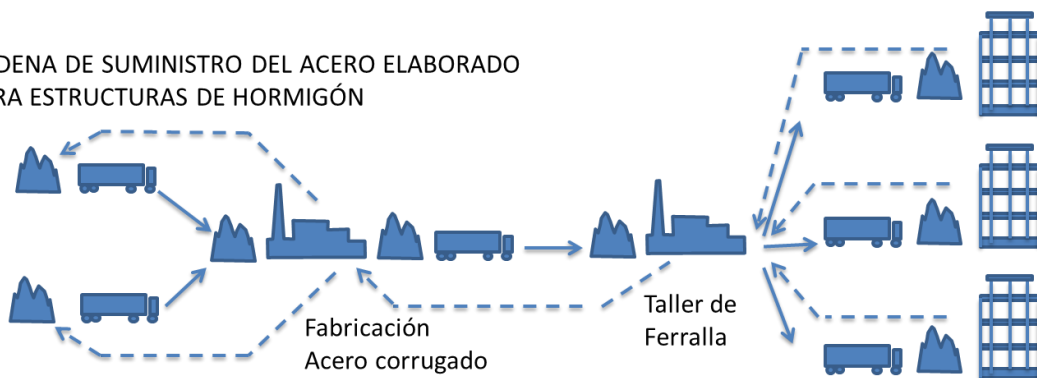 DENA DE SUMINISTRO DEL ACERO ELABORADO
RA ESTRUCTURAS DE HORMIGÓN
Fabricación
Acero corrugado
Taller de
Ferralla